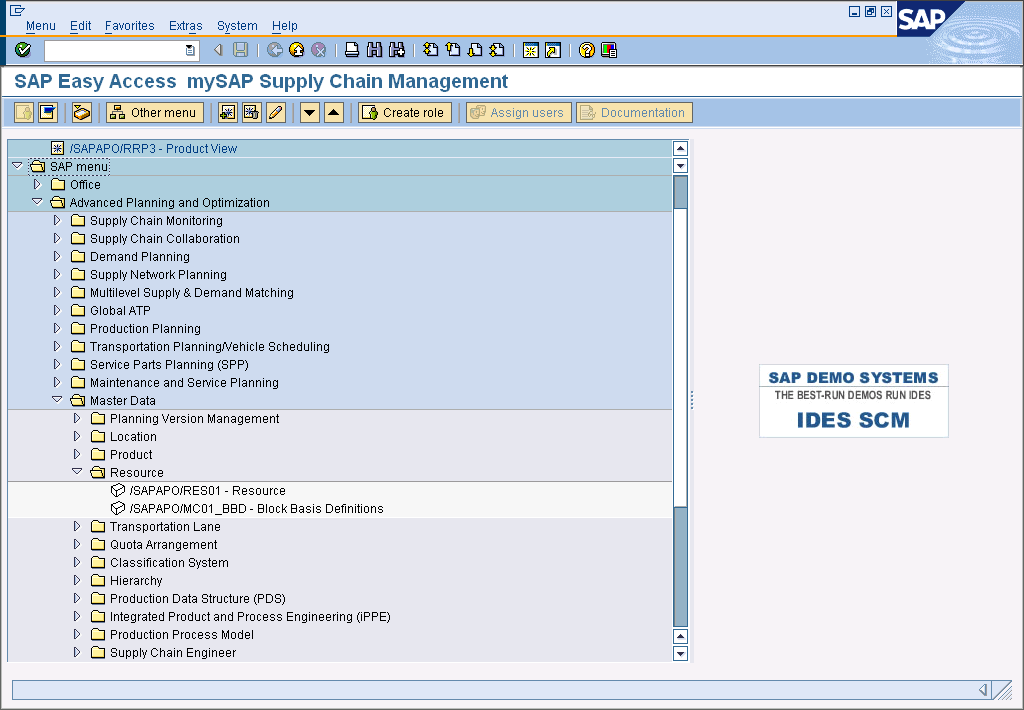 Menu Edit Favorites Extras System Help
SAP
SAP Easy Access mySAP Supply Chain Management
Other menu Create role Assign users Documentation
/SAPAPO/RRP3 - Product View
SAP menu
Office
Advanced Planning and Optimization
Supply Chain Monitoring
Supply Chain Collaboration
Demand Planning
Supply Network Planning
Multilevel Supply & Demand Matching
Global ATP
Production Planning
Transportation Planning/Vehicle Scheduling
Service Parts Planning (SPP)
Maintenance and Service Planning
Master Data
Planning Version Management
Location
Product
Resource
/SAPAPO/RES01 - Resource
/SAPAPO/MC01_BBD - Block Basis Definitions
Transportation Lane
Quota Arrangement
Classification System
Hierarchy
Production Data Structure (PDS)
Integrated Product and Process Engineering (iPPE)
Production Process Model
Supply Chain Engineer
SAP DEMO SYSTEMS
THE BEST-RUN DEMOS RUN IDES
IDES SCM